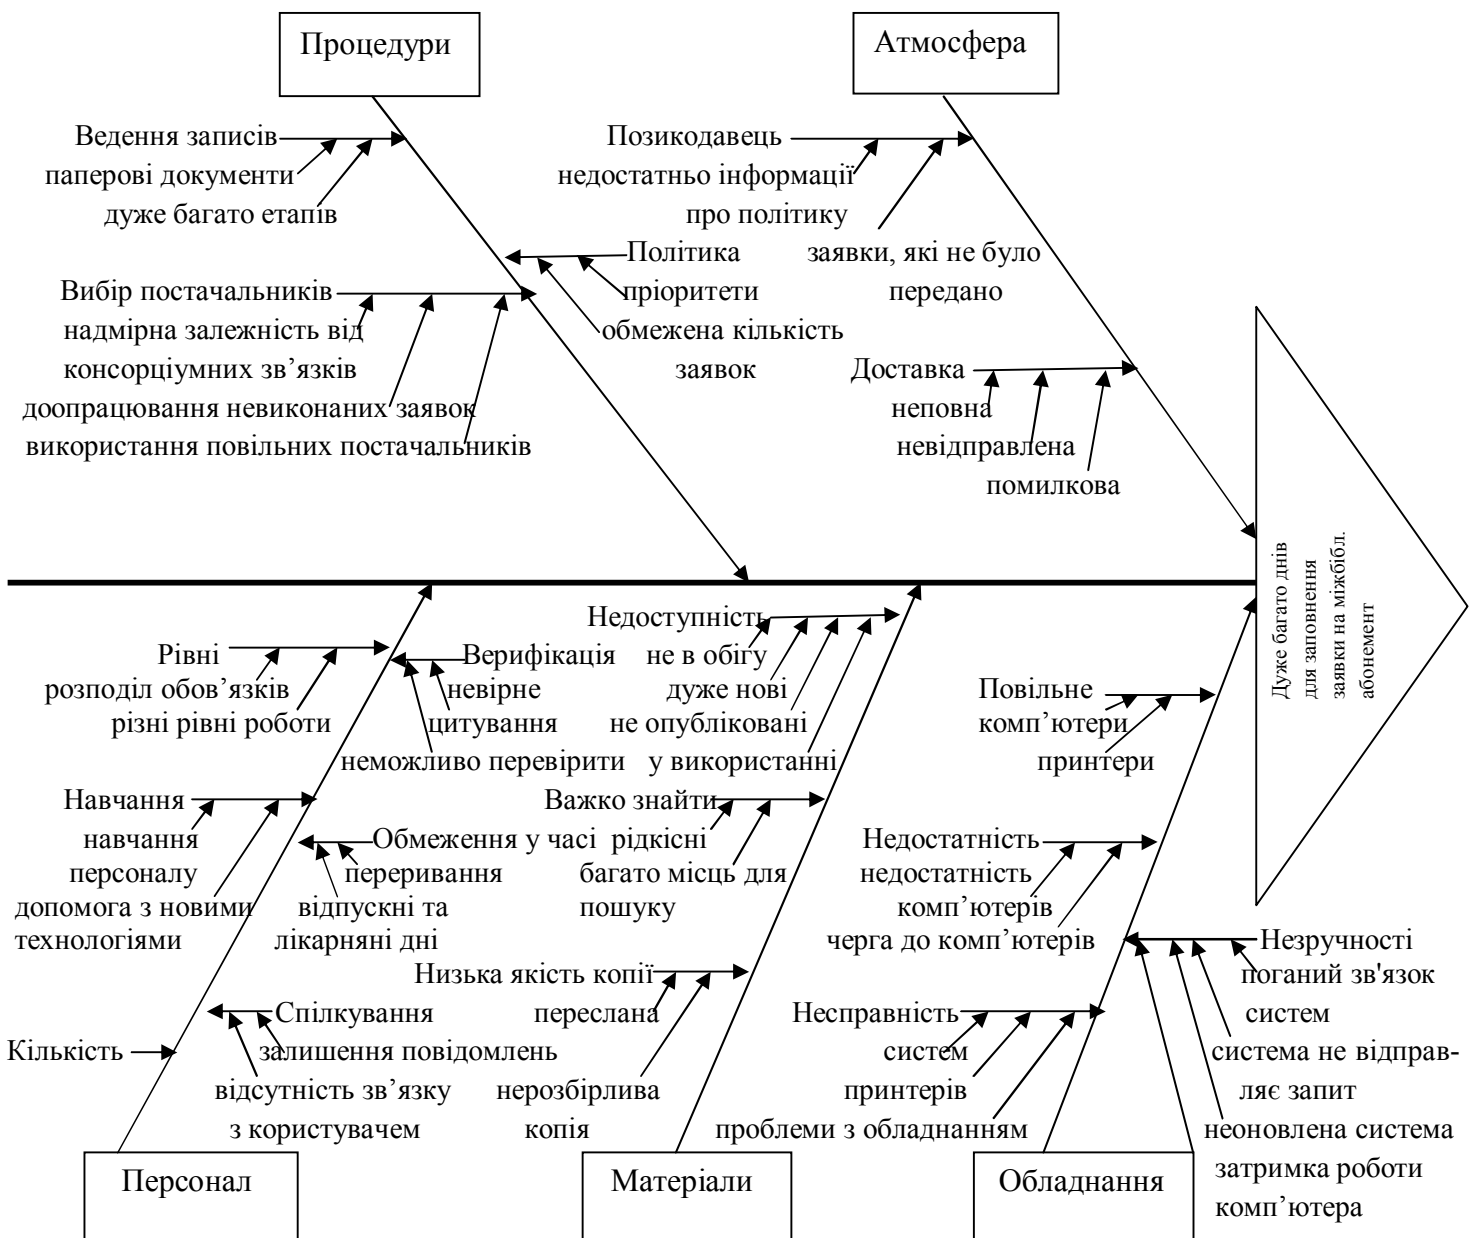 Процедури
Атмосфера
Ведення записів
паперові документи
дуже багато етапів
Позикодавець
недостатньо інформації
про політику
заявки, які не було
передано
Політика
пріоритети
обмежена кількість
заявок
Вибір постачальників
надмірна залежність від
консорціумних зв’язків
доопрацювання невиконаних заявок
використання повільних постачальників
Доставка
неповна
невідправлена
помилкова
Дуже багато днів
для заповнення
заявки на міжбібл.
абонемент
Рівні
розподіл обов’язків
різні рівні роботи
Верифікація
невірне
цитування
неможливо перевірити
Недоступність
не в обігу
дуже нові
не опубліковані
у використанні
Повільне
комп’ютери
принтери
Навчання
навчання
персоналу
допомога з новими
технологіями
Обмеження у часі
переривання
відпускні та
лікарняні дні
Важко знайти
рідкісні
багато місць для
пошуку
Недостатність
недостатність
комп’ютерів
черга до комп’ютерів
Незручності
поганий зв'язок
систем
система не відправ-
ляє запит
неоновлена система
затримка роботи
комп’ютера
Низька якість копії
переслана
нерозбірлива
копія
Несправність
систем
принтерів
проблеми з обладнанням
Спілкування
залишення повідомлень
відсутність зв’язку
з користувачем
Кількість
Персонал
Матеріали
Обладнання